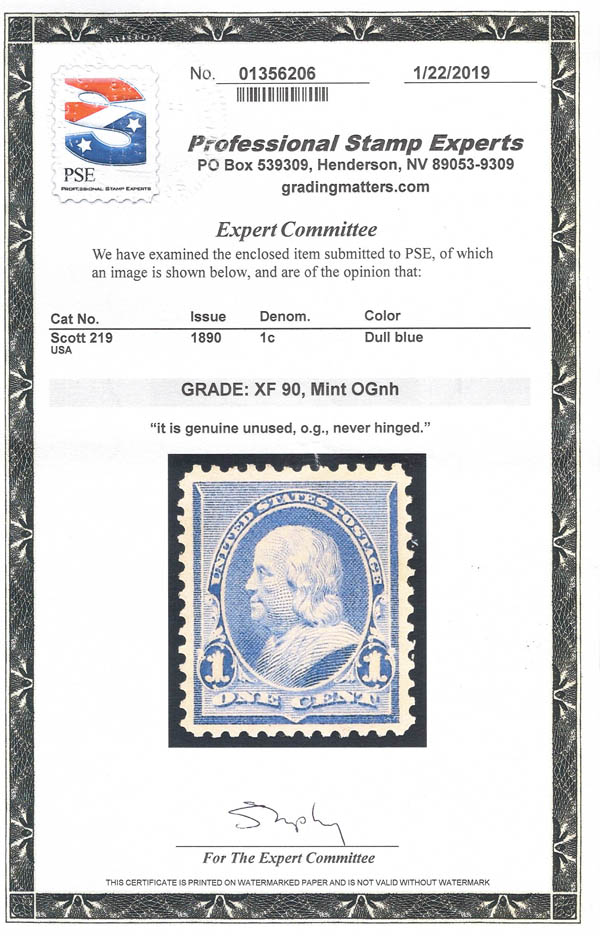 No. 01356206 1/22/2019
PSE
PROFESSIONAL STAMP EXPERTS
Professional Stamp Experts
PO Box 539309, Henderson, NV 89053-9309
gradingmatters.com
Expert Committee
We have examined the enclosed item submitted to PSE, of which
an image is shown below, and are of the opinion that:
Cat No. Issue Denom. Color
Scott 219 1890 1c Dull blue
USA
GRADE: XF 90, Mint OGnh
“it is genuine unused, o.g., never hinged.”
UNITED STATES POSTAGE
1 1
ONE CENT
For The Expert Committee
THIS CERTIFICATE IS PRINTED ON WATERMARKED PAPER AND IS NOT VALID WITHOUT WATERMARK